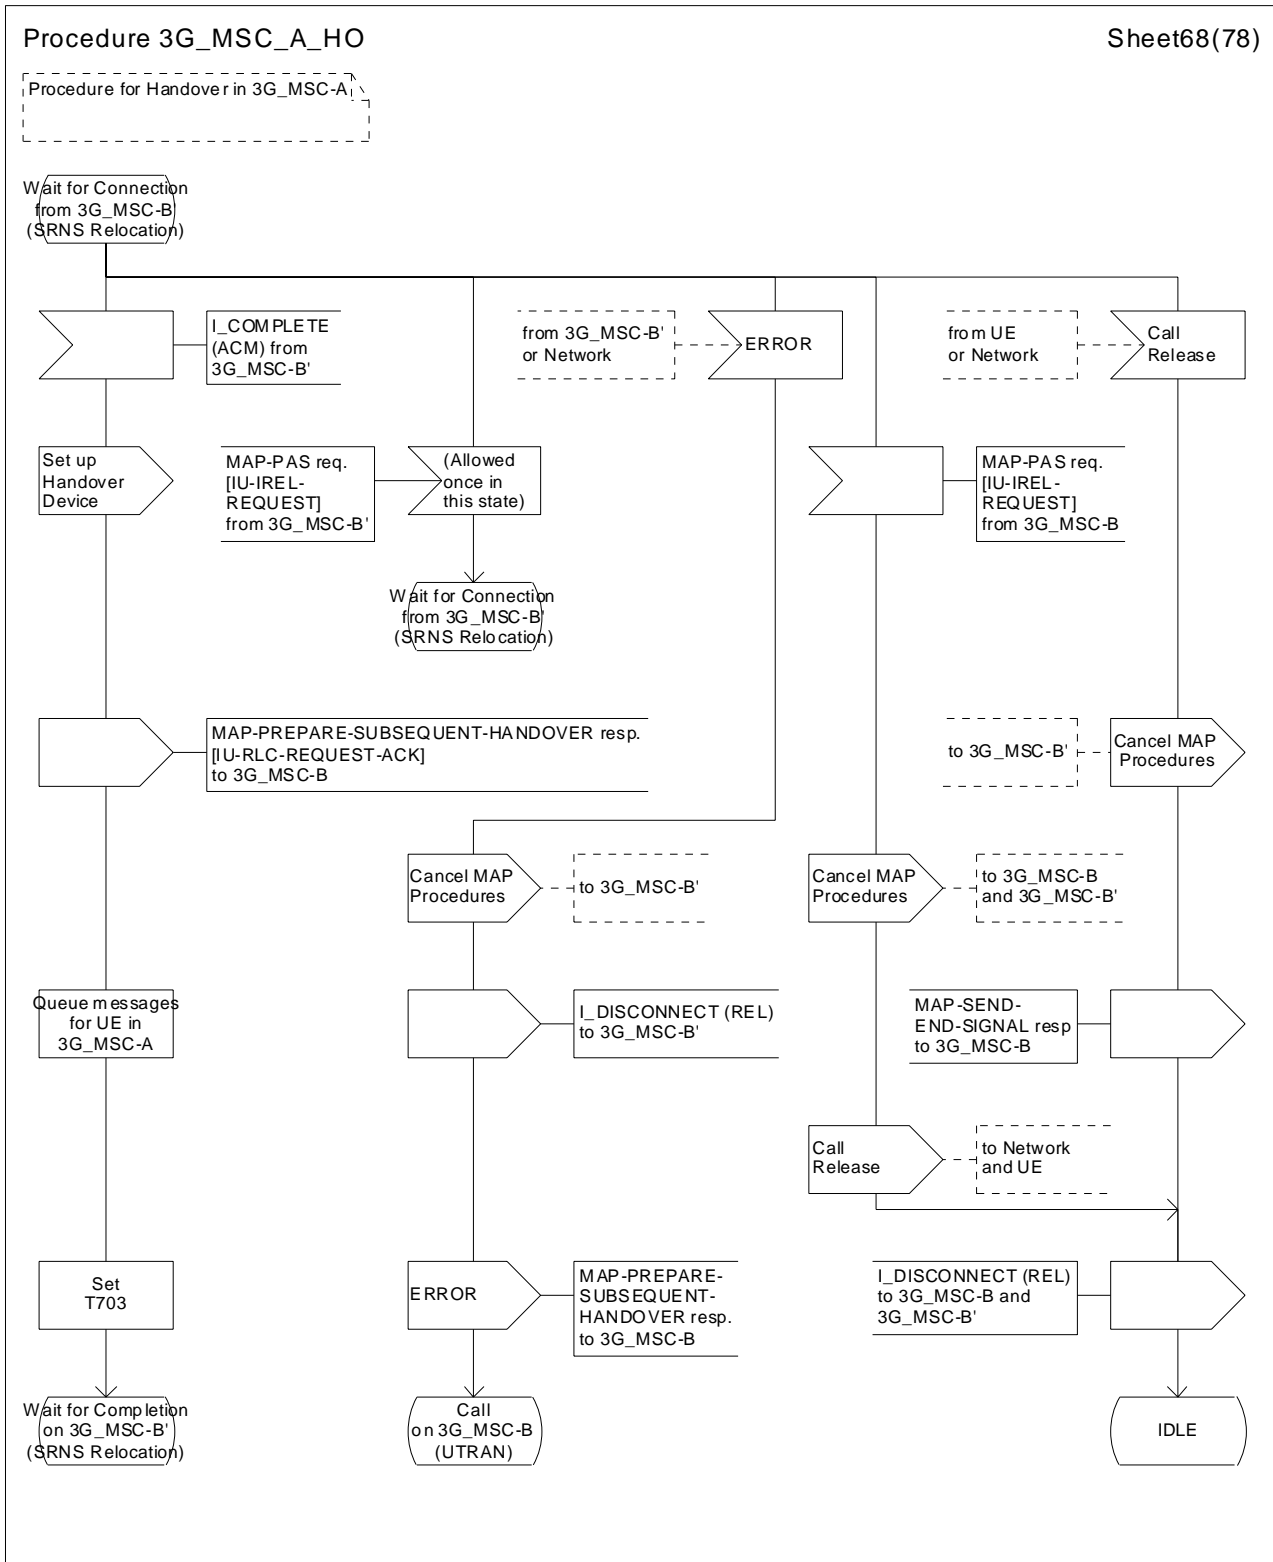 Procedure 3G_MSC_A_HO
Sheet68(78)
Procedure for Handover in 3G_MSC-A
Wait for Connection
from 3G_MSC-B'
(SRNS Relocation)
I_COMPLETE
(ACM) from
3G_MSC-B'
from 3G_MSC-B'
or Network
ERROR
from UE
or Network
Call
Release
Set up
Handover
Device
MAP-PAS req.
[IU-IREL-
REQUEST]
from 3G_MSC-B'
(Allowed
once in
this state)
MAP-PAS req.
[IU-IREL-
REQUEST]
from 3G_MSC-B
Wait for Connection
from 3G_MSC-B'
(SRNS Relocation)
MAP-PREPARE-SUBSEQUENT-HANDOVER resp.
[IU-RLC-REQUEST-ACK]
to 3G_MSC-B
to 3G_MSC-B'
Cancel MAP
Procedures
Cancel MAP
Procedures
to 3G_MSC-B'
Cancel MAP
Procedures
to 3G_MSC-B
and 3G_MSC-B'
Queue messages
for UE in
3G_MSC-A
I_DISCONNECT (REL)
to 3G_MSC-B'
MAP-SEND-
END-SIGNAL resp
to 3G_MSC-B
Call
Release
to Network
and UE
Set
T703
ERROR
MAP-PREPARE-
SUBSEQUENT-
HANDOVER resp.
to 3G_MSC-B
I_DISCONNECT (REL)
to 3G_MSC-B and
3G_MSC-B'
Wait for Completion
on 3G_MSC-B'
(SRNS Relocation)
Call
on 3G_MSC-B
(UTRAN)
IDLE